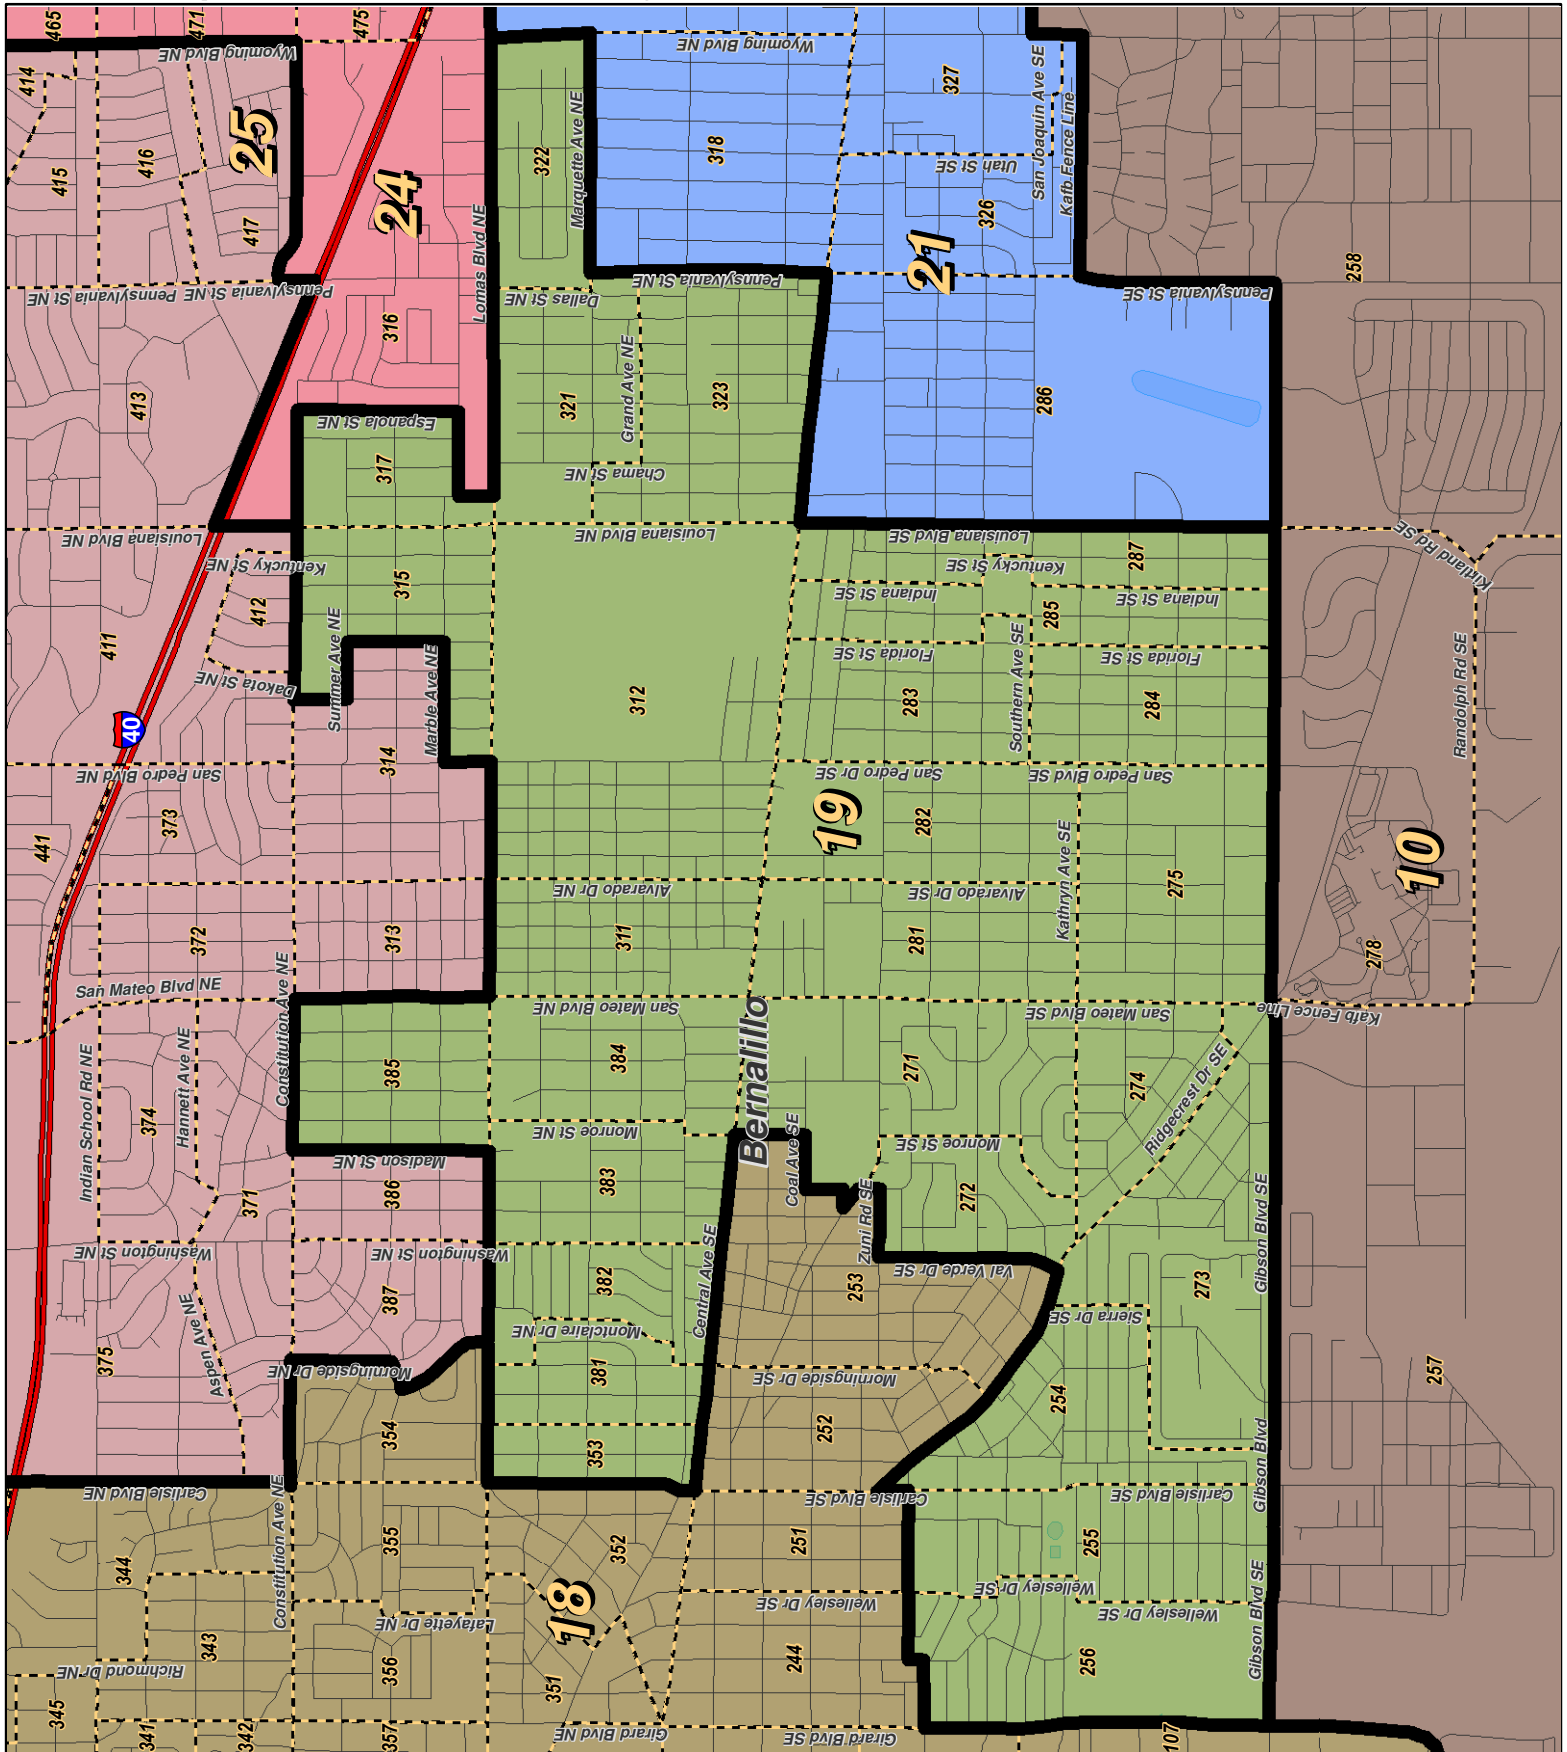 465
471
475
Wyoming Blvd NE
Wyoming Blvd NE
414
415
416
25
417
24
322
Marquette Ave NE
318
327
San Joaquin Ave SE
Kafb Fence Line
Utah St SE
326
21
258
Lomas Blvd NE
Pennsylvania St NE
Pennsylvania St NE
Pennsylvania St NE
Dallas St NE
Pennsylvania St NE
Pennsylvania St SE
316
413
321
Grand Ave NE
323
286
Espanola St NE
317
Chama St NE
Louisiana Blvd NE
Louisiana Blvd NE
Louisiana Blvd SE
Kirtland Rd SE
Kentucky St NE
412
315
Kentucky St SE
287
Indiana St SE
Indiana St SE
285
411
Summer Ave NE
Marble Ave NE
Southern Ave SE
Florida St SE
Florida St SE
Randolph Rd SE
Dakota St NE
312
283
284
40
314
San Pedro Blvd NE
San Pedro Dr SE
San Pedro Blvd SE
441
373
19
282
Kathryn Ave SE
10
Alvarado Dr NE
Alvarado Dr SE
275
372
313
311
281
278
San Mateo Blvd NE
Constitution Ave NE
San Mateo Blvd NE
Bernalillo
San Mateo Blvd SE
Kafb Fence Line
Indian School Rd NE
Hannett Ave NE
374
385
384
271
274
Ridgecrest Dr SE
Monroe St NE
Coal Ave SE
Monroe St SE
Madison St NE
371
386
383
Zuni Rd SE
272
Gibson Blvd SE
Washington St NE
Washington St NE
Aspen Ave NE
387
382
Central Ave SE
253
Val Verde Dr SE
273
Montclaire Dr NE
Sierra Dr SE
375
Morningside Dr NE
381
Morningside Dr SE
257
354
353
252
254
Gibson Blvd
Carlisle Blvd NE
Constitution Ave NE
Carlisle Blvd SE
Carlisle Blvd SE
344
355
352
251
255
Wellesley Dr SE
Wellesley Dr SE
Wellesley Dr SE
Gibson Blvd SE
18
Lafayette Dr NE
343
Richmond Dr NE
356
351
244
256
345
341
342
357
Girard Blvd NE
Girard Blvd SE
107